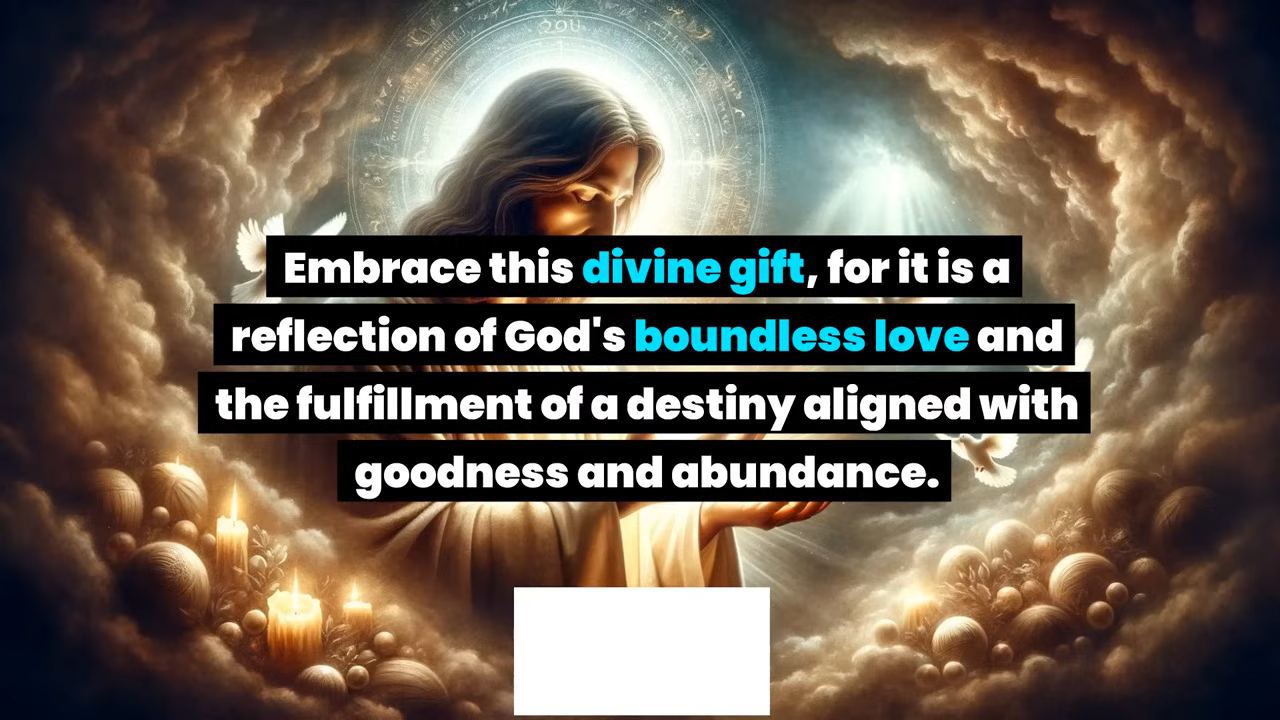 Embrace this divine gift, for it is a
reflection of God's boundless love and
the fulfillment of a destiny aligned with
goodness and abundance.